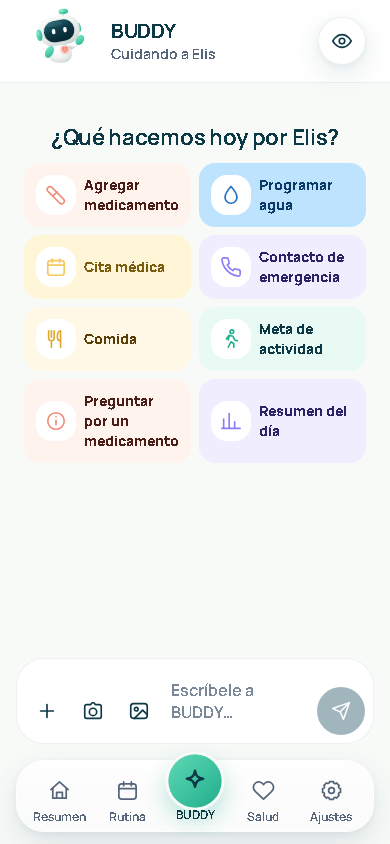 BUDDY
Cuidando a Elis
¿Qué hacemos hoy por Elis?
Agregar
medicamento
Programar
agua
Cita médica
Contacto de
emergencia
Comida
Meta de
actividad
Preguntar
por un
medicamento
Resumen del
día
Escríbele a
BUDDY...
Resumen
Rutina
BUDDY
Salud
Ajustes